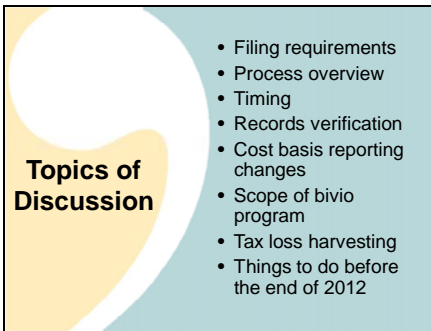 Topics of
Discussion
• Filing requirements
• Process overview
• Timing
• Records verification
• Cost basis reporting
changes
• Scope of bivio
program
• Tax loss harvesting
• Things to do before
the end of 2012